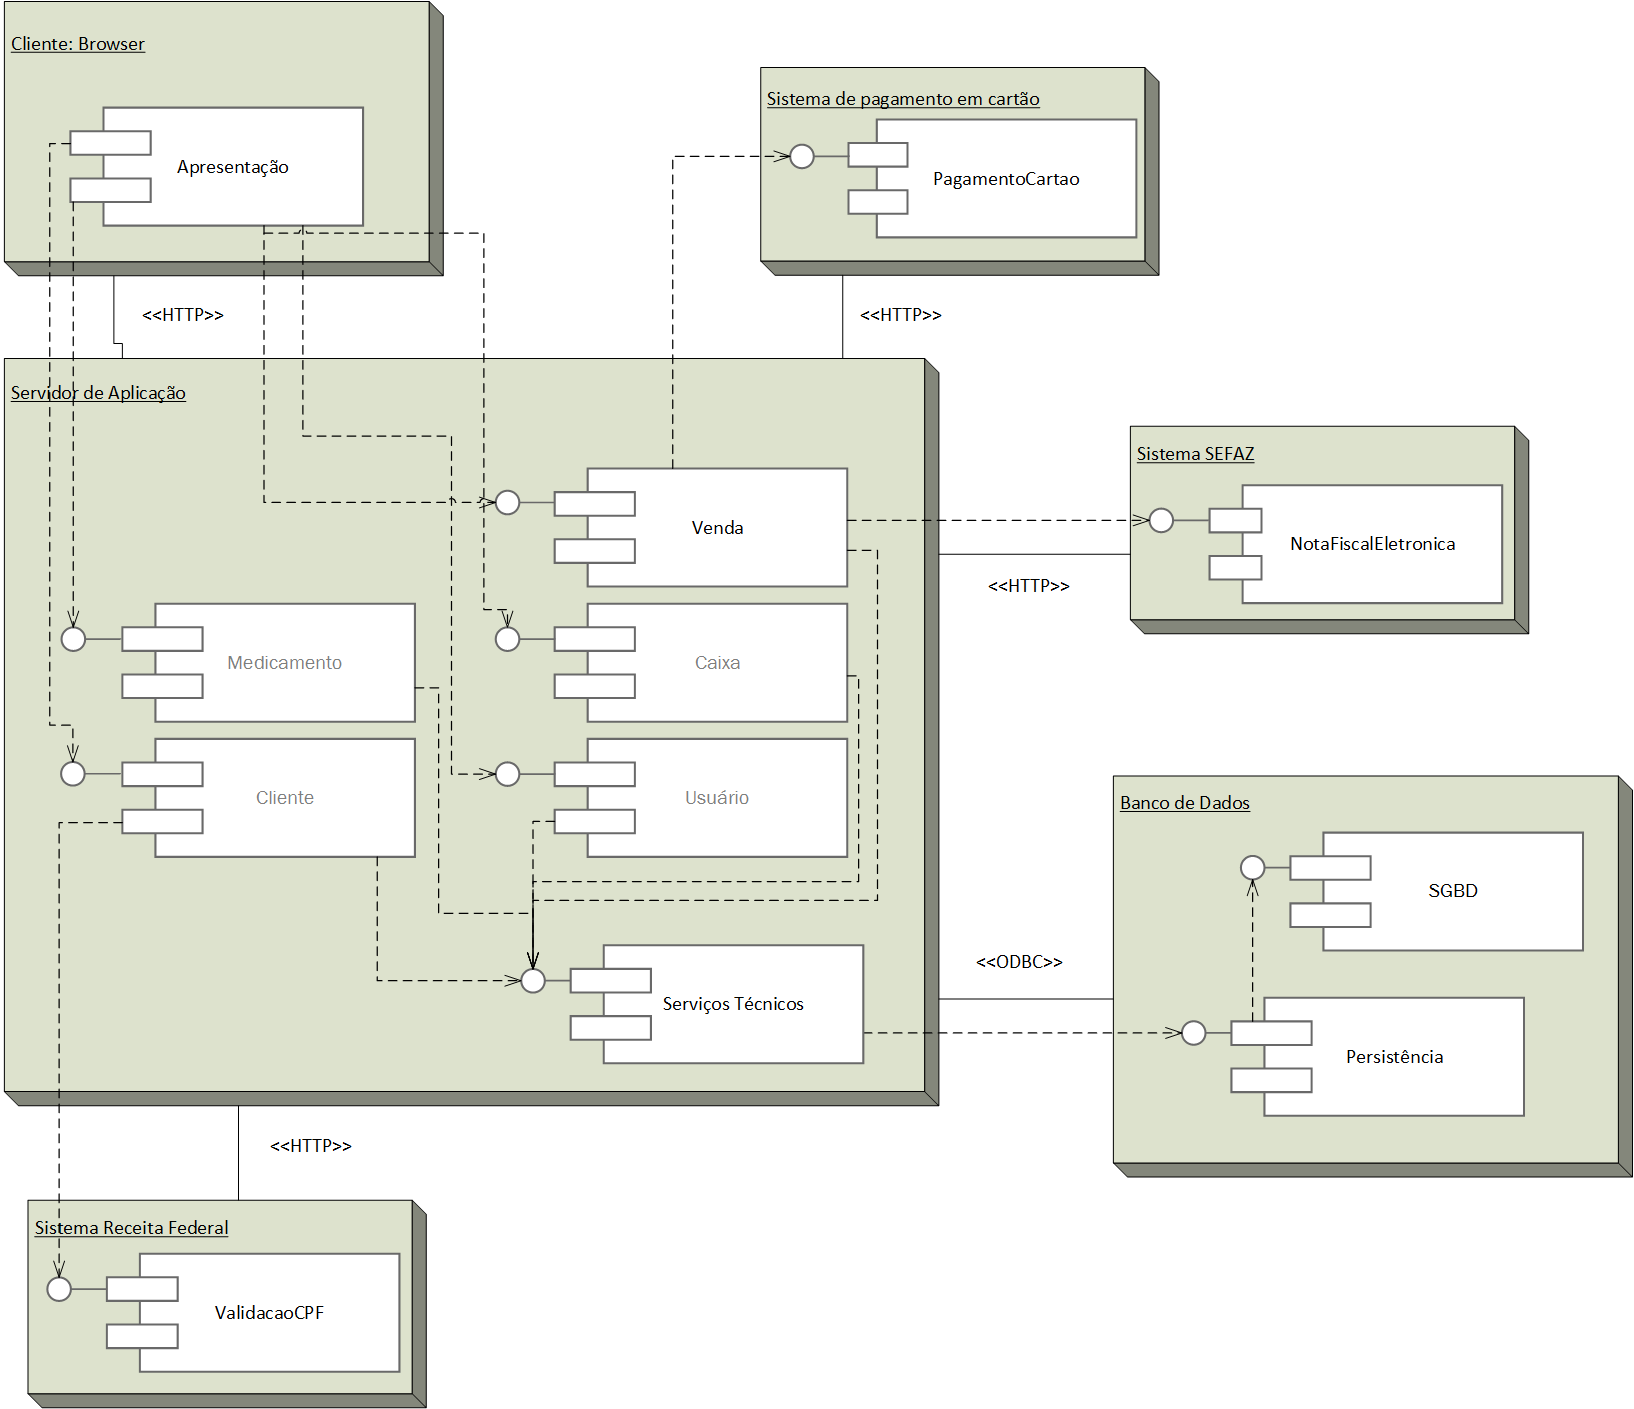 Cliente: Browser
Apresentação
Sistema de pagamento em cartão
PagamentoCartao
<<HTTP>>
<<HTTP>>
Servidor de Aplicação
Venda
Sistema SEFAZ
NotaFiscalEletronica
<<HTTP>>
Medicamento
Caixa
Cliente
Usuário
Banco de Dados
SGBD
<<ODBC>>
Serviços Técnicos
Persistência
<<HTTP>>
Sistema Receita Federal
ValidacaoCPF